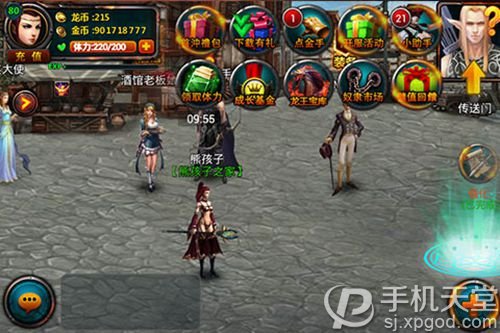 80
龙币:215
金币:901718777
体力:220/200
充值
首冲礼包
下载有礼
1
点金手
开服活动
21
小助手
领取体力
成长基金
龙王宝库
奴隶市场
超值回馈
传送门
大使
酒馆老板
09:55
熊孩子
【熊孩子之家】
手机天堂
sj.xpgod.com